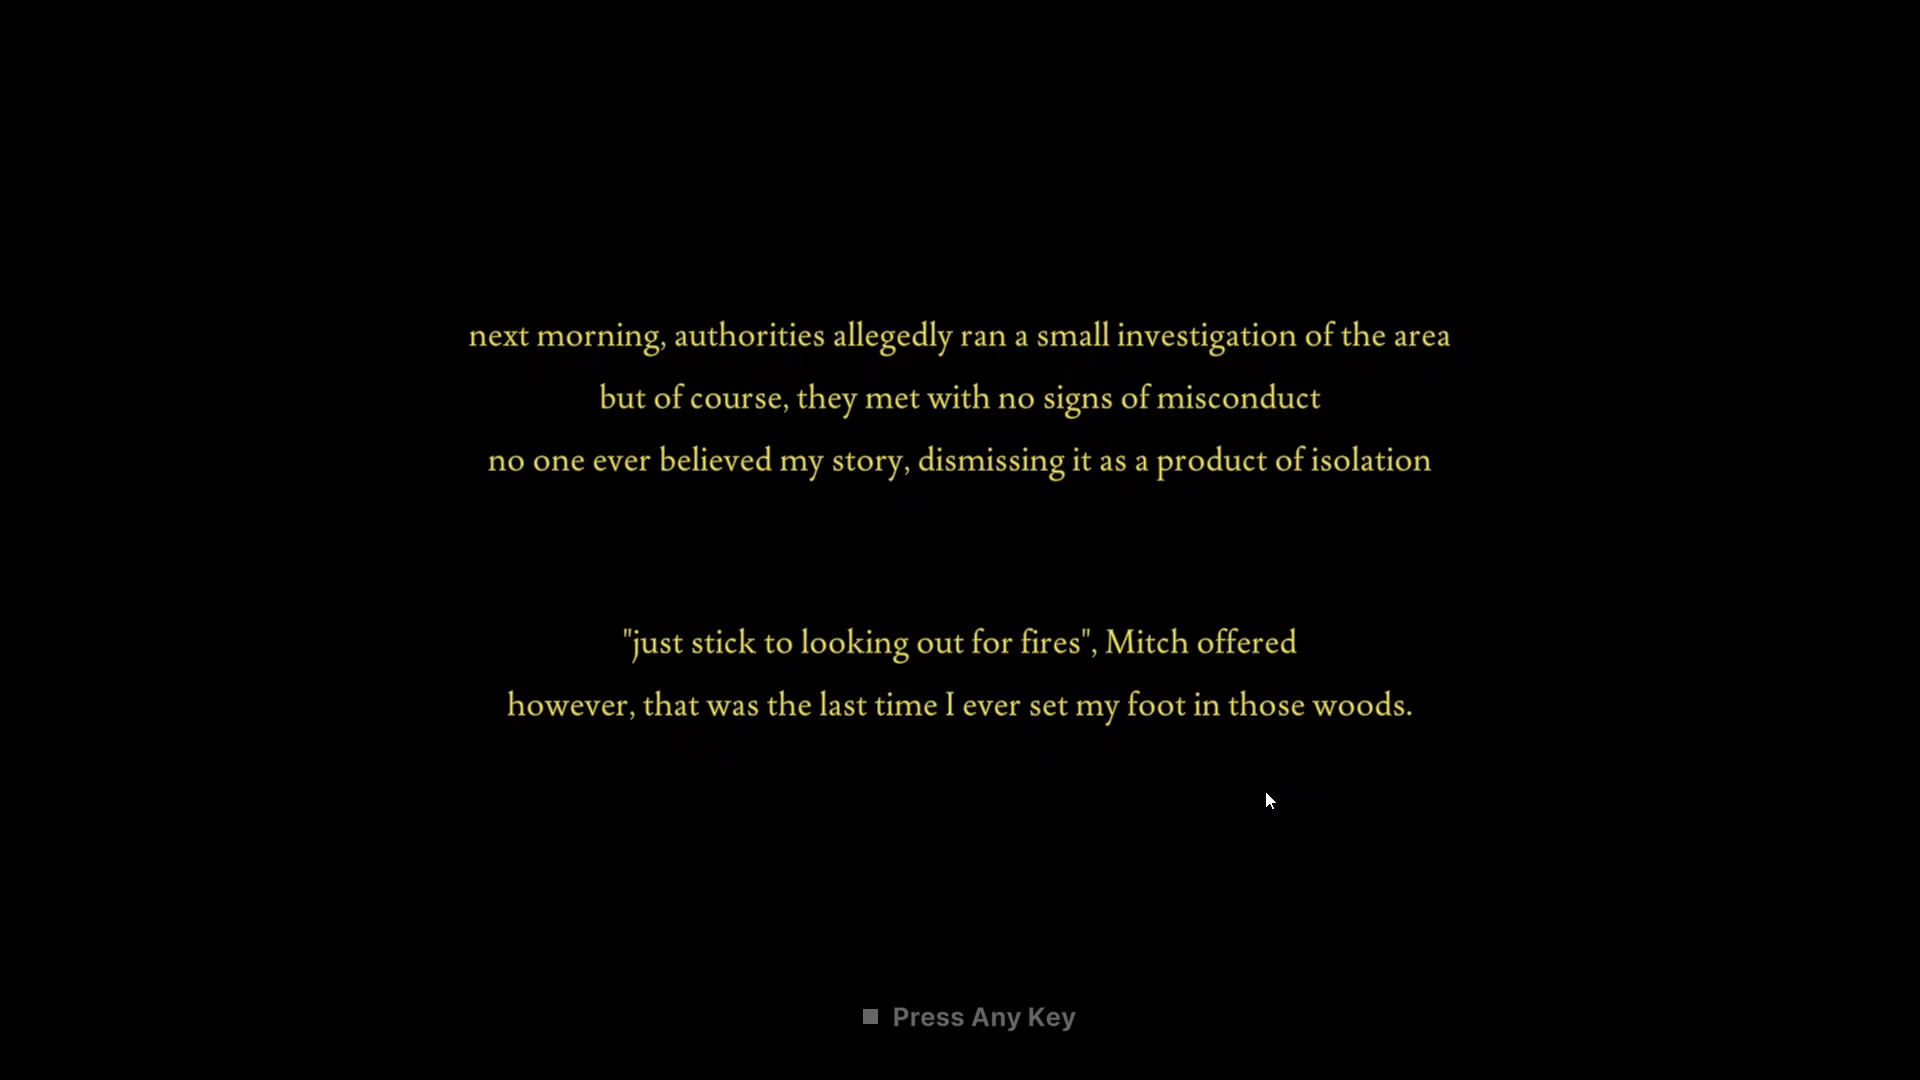 next morning, authorities allegedly ran a small investigation of the area
but of course, they met with no signs of misconduct
no one ever believed my story, dismissing it as a product of isolation
"just stick to looking out for fires", Mitch offered
however, that was the last time I ever set my foot in those woods.
Press Any Key